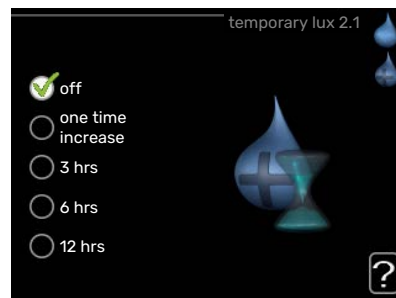 temporary lux 2.1
off
one time
increase
3 hrs
6 hrs
12 hrs
?